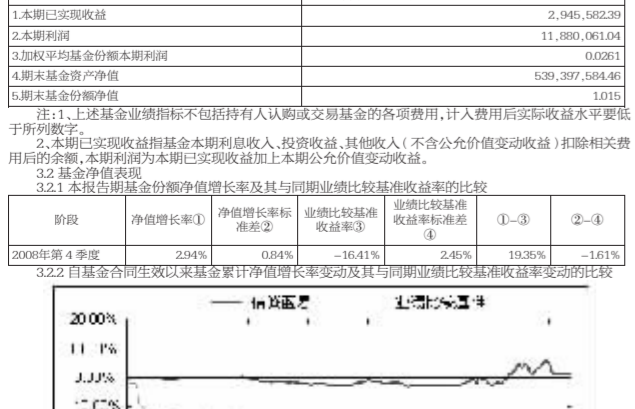 1.本期已实现收益 2,945,582.39
2.本期利润 11,880,061.04
3.加权平均基金份额本期利润 0.0261
4.期末基金资产净值 539,397,584.46
5.期末基金份额净值 1.015
注:1、上述基金业绩指标不包括持有人认购或交易基金的各项费用,计入费用后实际收益水平要低
于所列数字。
2、本期已实现收益指基金本期利息收入、投资收益、其他收入(不含公允价值变动收益)扣除相关费
用后的余额,本期利润为本期已实现收益加上本期公允价值变动收益。
3.2 基金净值表现
3.2.1 本报告期基金份额净值增长率及其与同期业绩比较基准收益率的比较
阶段 净值增长率① 净值增长率标准差② 业绩比较基准收益率③ 业绩比较基准收益率标准差④ ①-③ ②-④
2008年第4季度 2.94% 0.84% -16.41% 2.45% 19.35% -1.61%
3.2.2 自基金合同生效以来基金累计净值增长率变动及其与同期业绩比较基准收益率变动的比较
业绩比较基准
20.00%